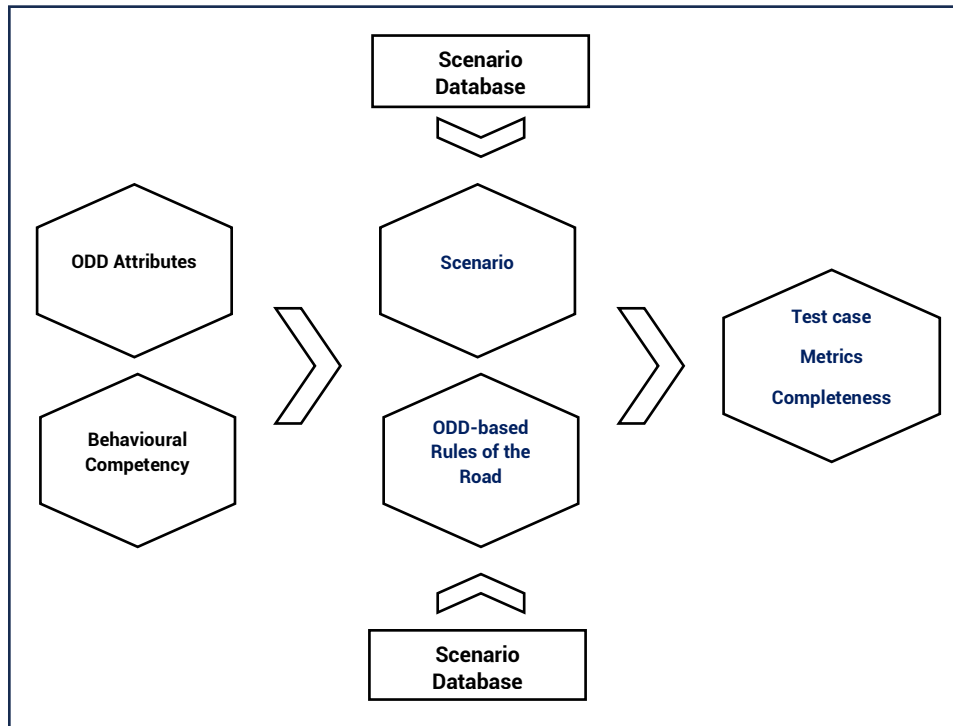 Scenario
Database
ODD Attributes
Behavioural
Competency
Scenario
ODD-based
Rules of the
Road
Test case
Metrics
Completeness
Scenario
Database